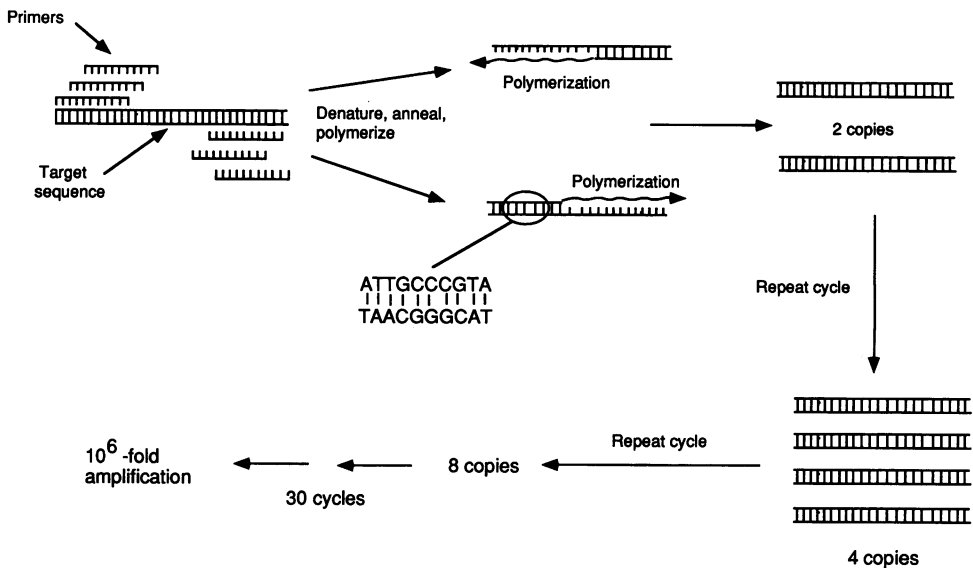 Primers
Target
sequence
Denature, anneal,
polymerize
Polymerization
Polymerization
ATTGCCCGTA
TAACGGGCAT
2 copies
Repeat cycle
4 copies
Repeat cycle
8 copies
30 cycles
10⁶ -fold
amplification